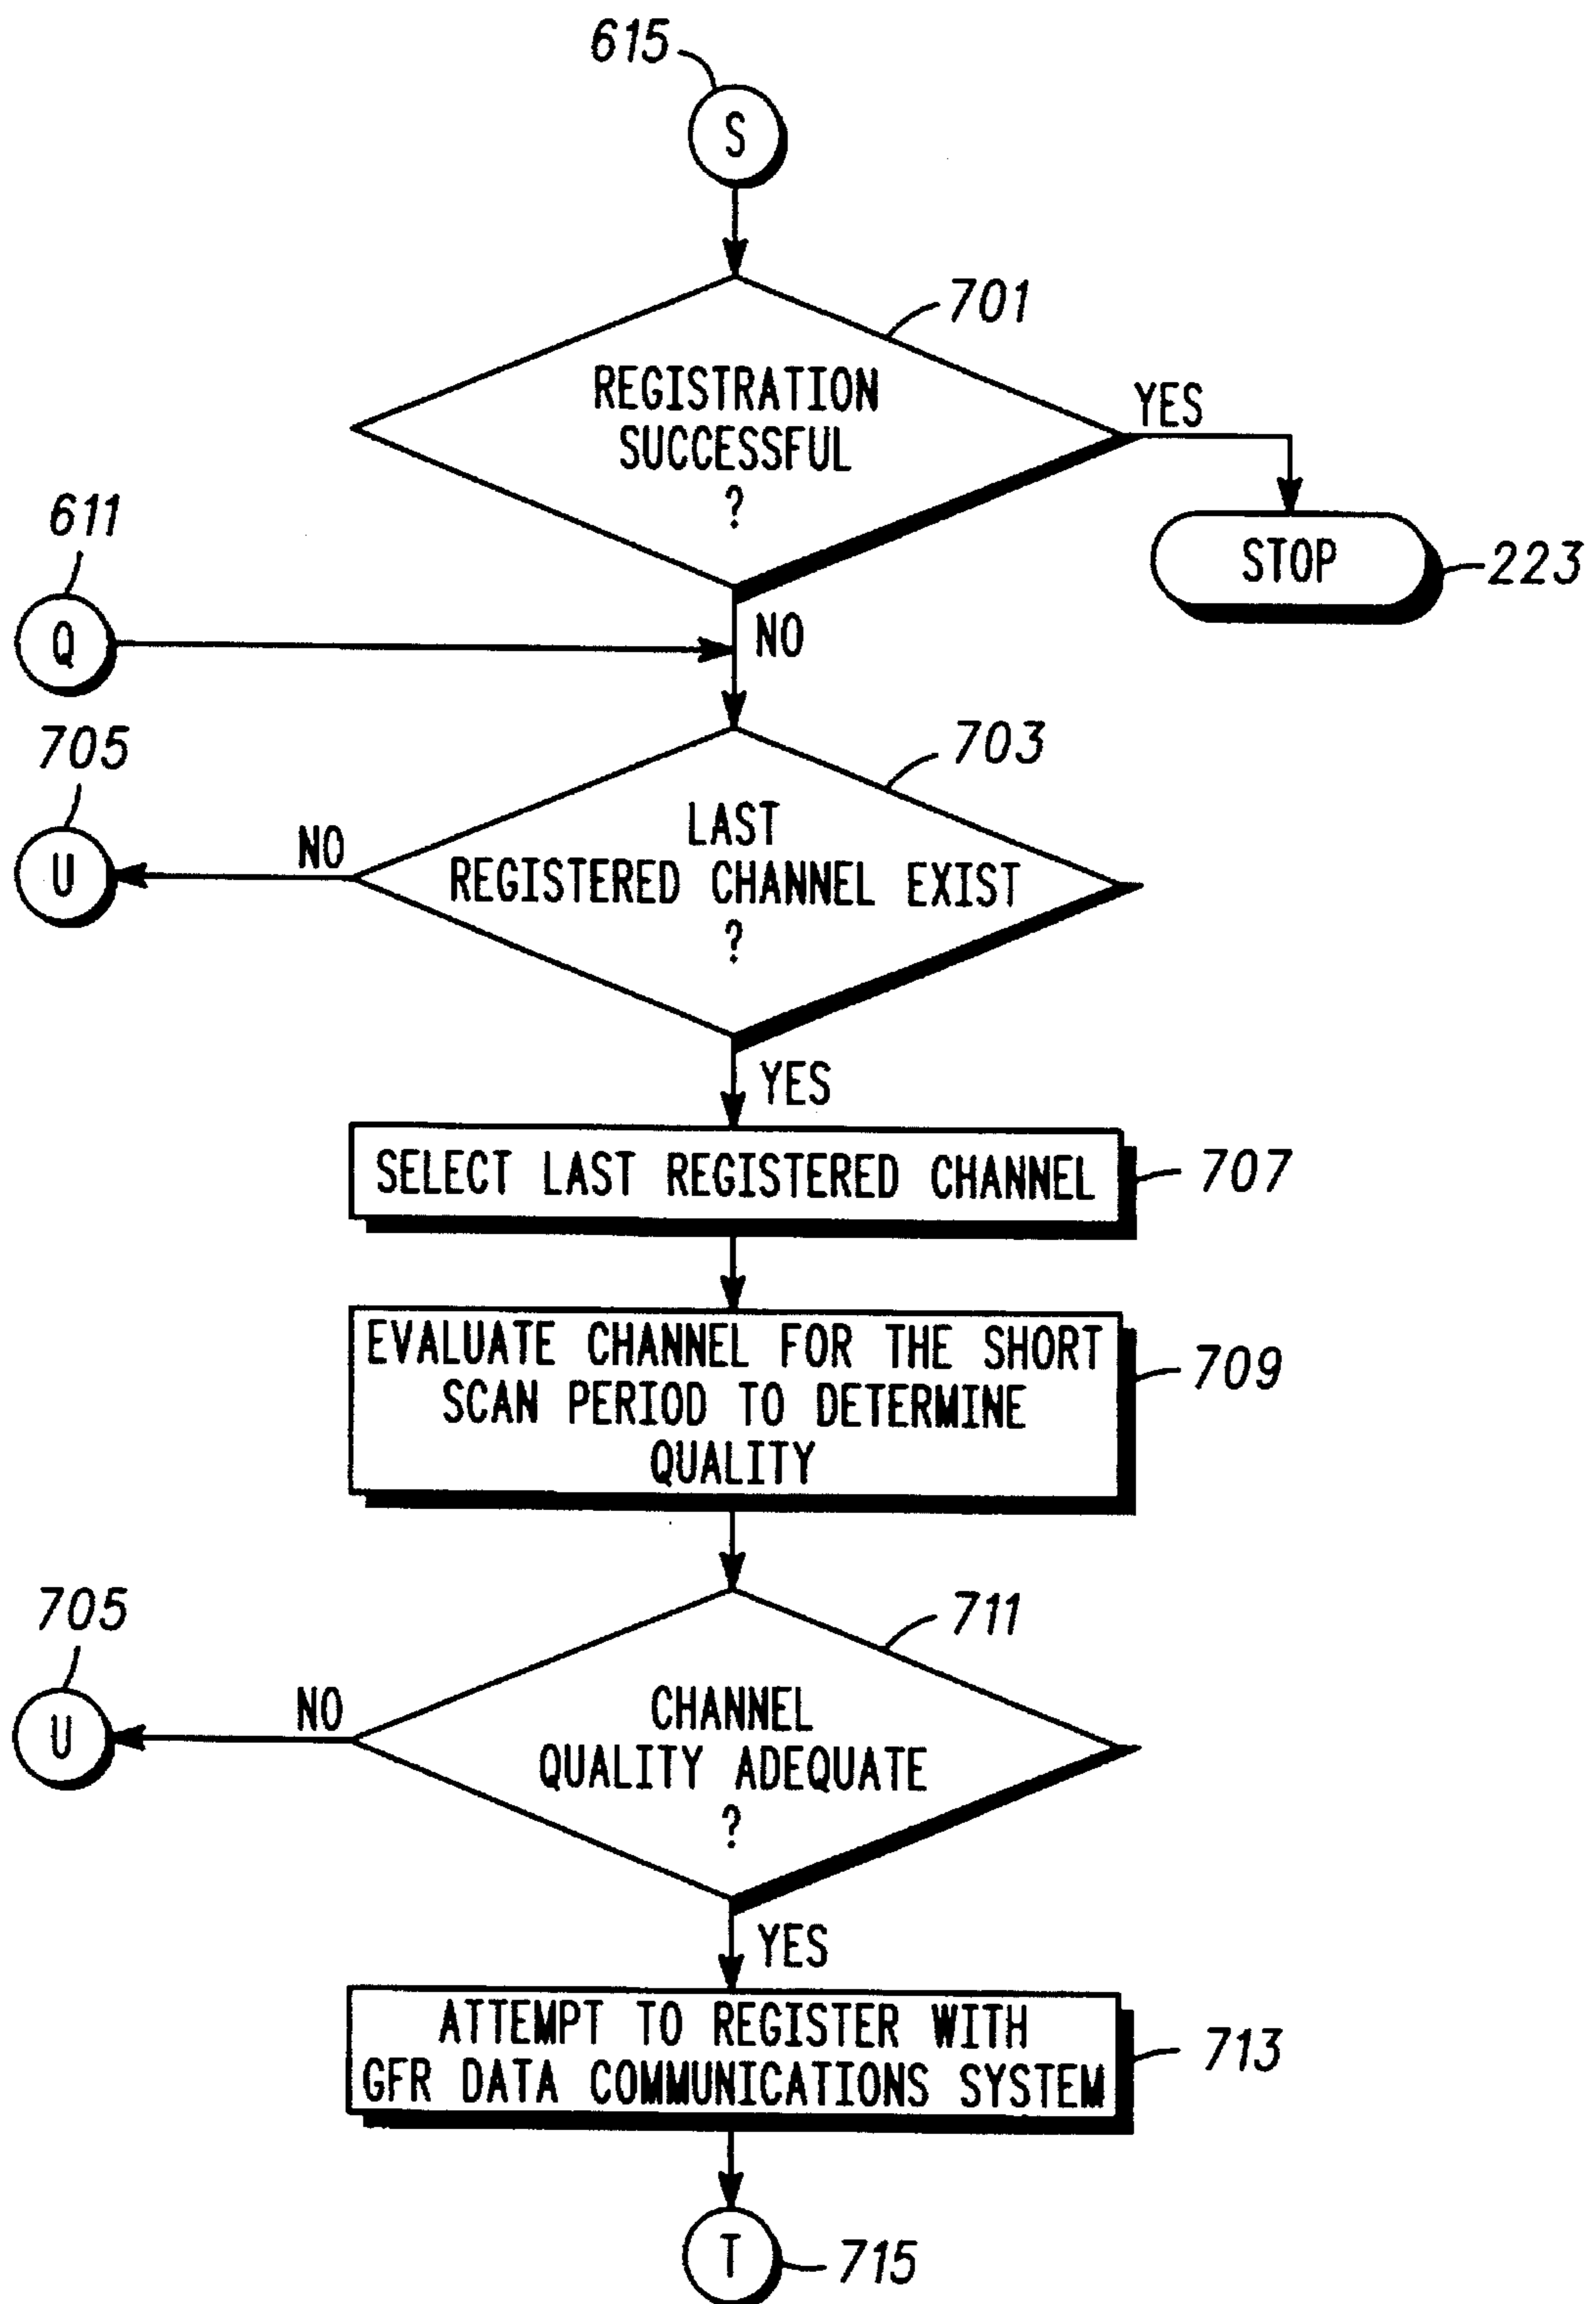 615
S
701
REGISTRATION
SUCCESSFUL
?
YES
STOP
223
611
Q
NO
705
U
NO
703
LAST
REGISTERED CHANNEL EXIST
?
YES
SELECT LAST REGISTERED CHANNEL
707
EVALUATE CHANNEL FOR THE SHORT
SCAN PERIOD TO DETERMINE
QUALITY
709
705
U
NO
711
CHANNEL
QUALITY ADEQUATE
?
YES
ATTEMPT TO REGISTER WITH
GFR DATA COMMUNICATIONS SYSTEM
713
T
715